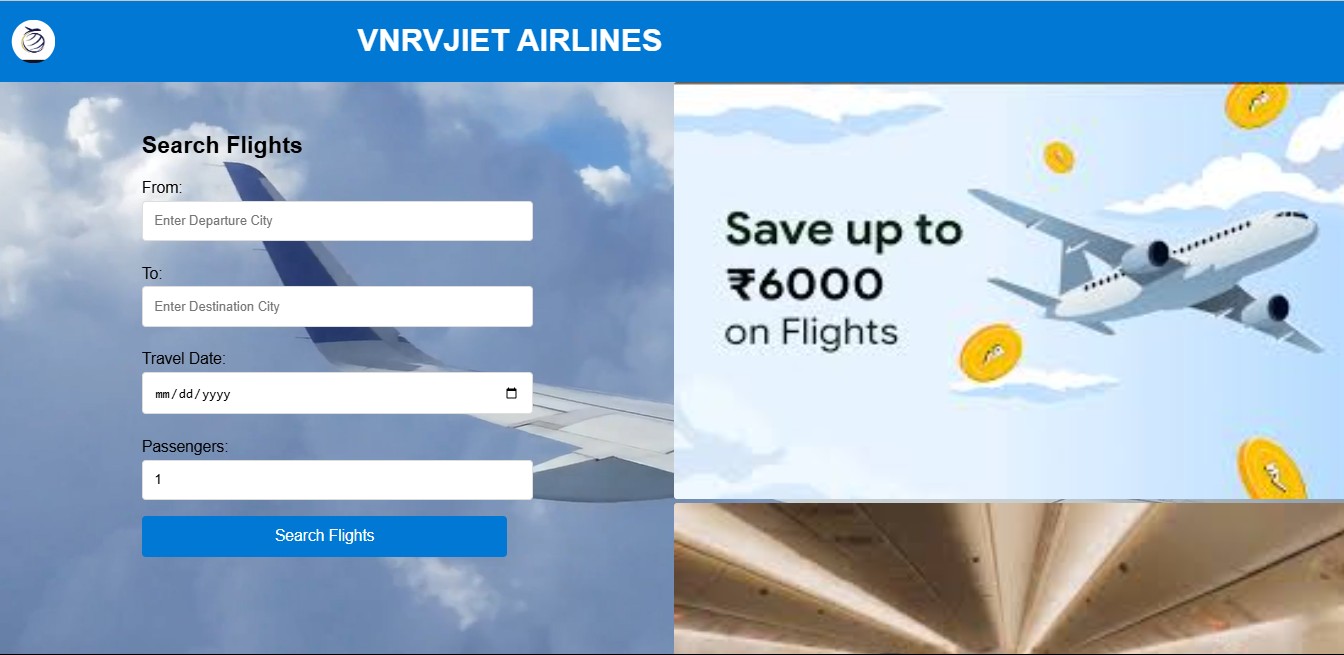 VNRVJIET AIRLINES
Search Flights
From:
Enter Departure City
To:
Enter Destination City
Travel Date:
mm/dd/yyyy
Passengers:
1
Search Flights
Save up to
₹6000
on Flights